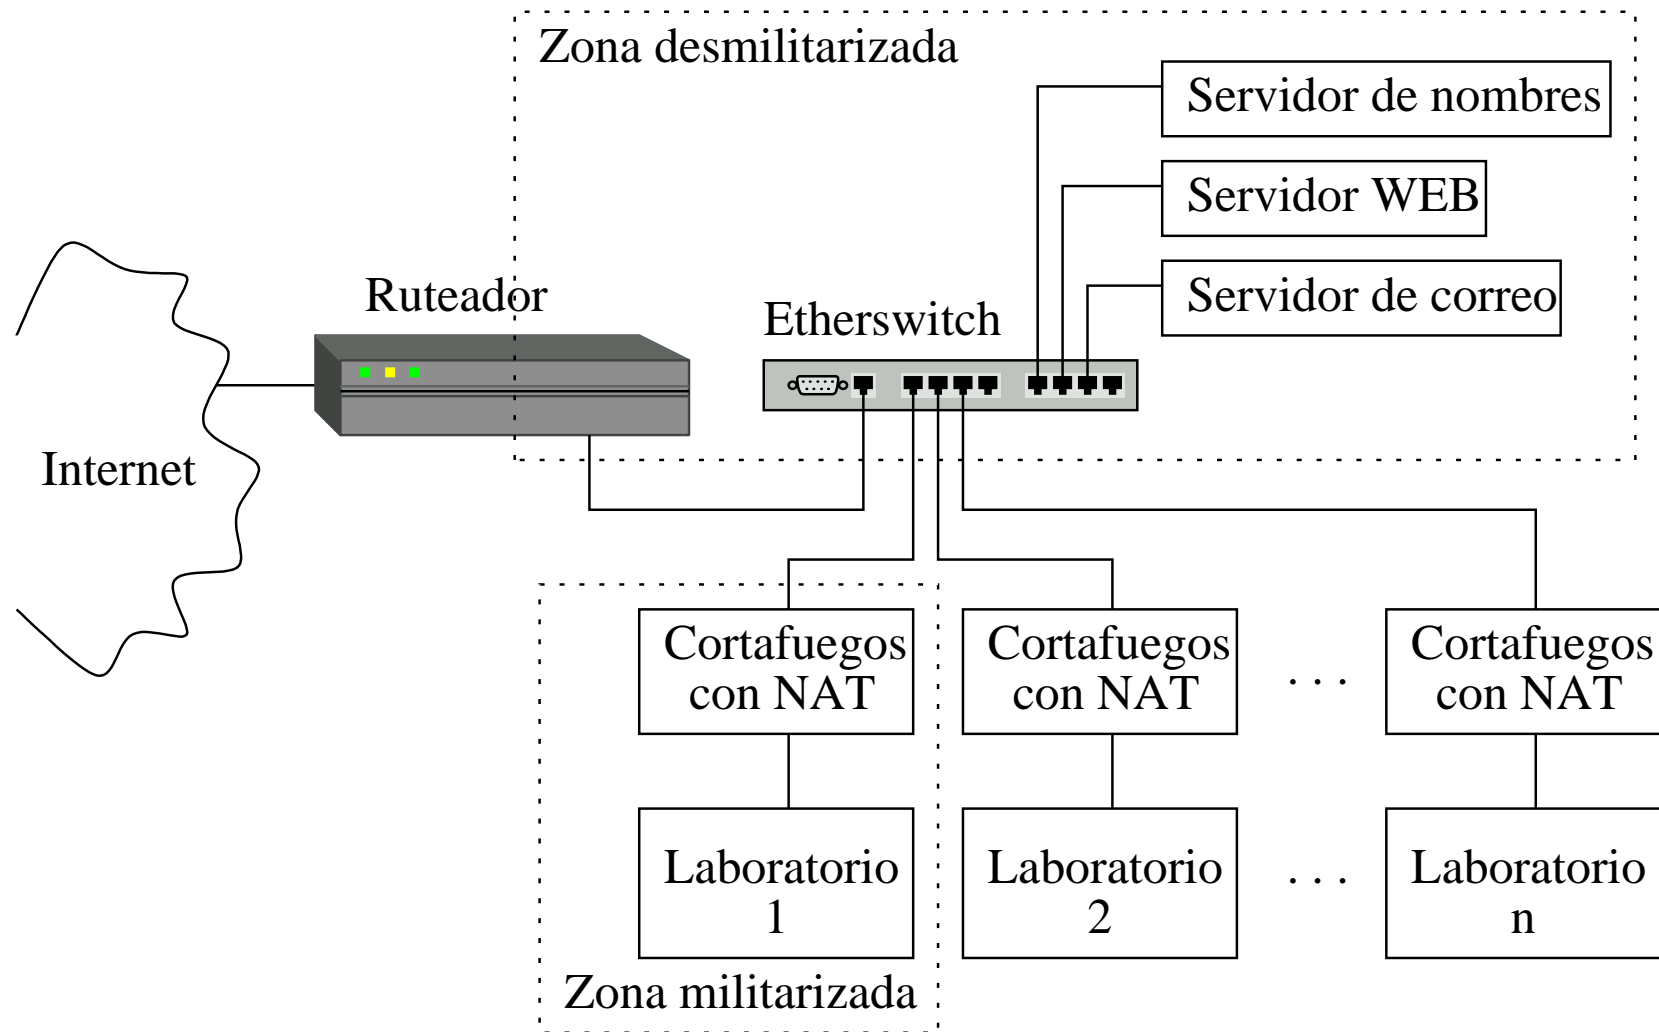 Zona desmilitarizada
Servidor de nombres
Servidor WEB
Servidor de correo
Ruteador
Etherswitch
Internet
Cortafuegos
con NAT
Cortafuegos
con NAT
. . .
Cortafuegos
con NAT
Laboratorio
1
Laboratorio
2
. . .
Laboratorio
n
Zona militarizada